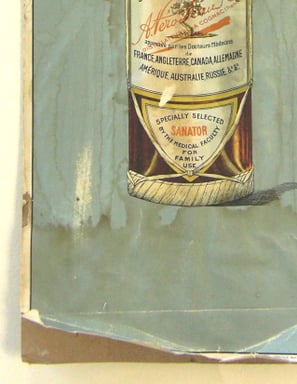 COGNAC
par les Docteurs Médecins
de
FRANCE, ANGLETERRE, CANADA, ALLEMAGNE
AMÉRIQUE, AUSTRALIE, RUSSIE, &ª &ª
SPECIALLY SELECTED
SANATOR
BY THE MEDICAL FACULTY
FOR
FAMILY
USE